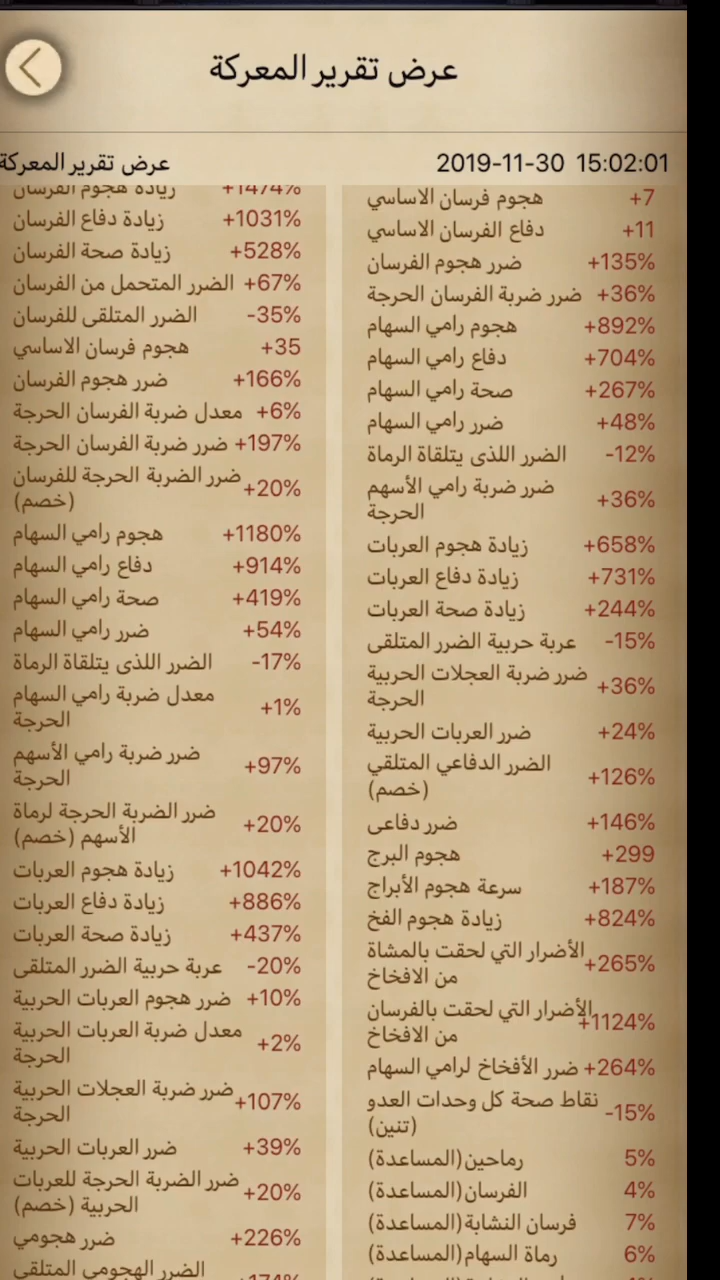 عرض تقرير المعركة
عرض تقرير المعركة
2019-11-30 15:02:01
هجوم فرسان الاساسي +7
دفاع الفرسان الاساسي +11
ضرر هجوم الفرسان +135%
ضرر ضربة الفرسان الحرجة +36%
هجوم رامي السهام +892%
دفاع رامي السهام +704%
صحة رامي السهام +267%
ضرر رامي السهام +48%
الضرر اللذى يتلقاة الرماة -12%
ضرر ضربة رامي الأسهم
الحرجة +36%
زيادة هجوم العربات +658%
زيادة دفاع العربات +731%
زيادة صحة العربات +244%
عربة حربية الضرر المتلقى -15%
ضرر ضربة العجلات الحربية
الحرجة +36%
ضرر العربات الحربية +24%
الضرر الدفاعي المتلقي
(خصم) +126%
ضرر دفاعى +146%
هجوم البرج +299
سرعة هجوم الأبراج +187%
زيادة هجوم الفخ +824%
الأضرار التي لحقت بالمشاة
من الافخاخ +265%
الأضرار التي لحقت بالفرسان
من الافخاخ +1124%
ضرر الأفخاخ لرامي السهام +264%
نقاط صحة كل وحدات العدو
(تنين) -15%
رماحين(المساعدة) 5%
الفرسان(المساعدة) 4%
فرسان النشابة(المساعدة) 7%
رماة السهام(المساعدة) 6%
زيادة هجوم الفرسان +1474%
زيادة دفاع الفرسان +1031%
زيادة صحة الفرسان +528%
الضرر المتحمل من الفرسان +67%
الضرر المتلقى للفرسان -35%
هجوم فرسان الاساسي +35
ضرر هجوم الفرسان +166%
معدل ضربة الفرسان الحرجة +6%
ضرر ضربة الفرسان الحرجة +197%
ضرر الضربة الحرجة للفرسان
(خصم) +20%
هجوم رامي السهام +1180%
دفاع رامي السهام +914%
صحة رامي السهام +419%
ضرر رامي السهام +54%
الضرر اللذى يتلقاة الرماة -17%
معدل ضربة رامي السهام
الحرجة +1%
ضرر ضربة رامي الأسهم
الحرجة +97%
ضرر الضربة الحرجة لرماة
الأسهم (خصم) +20%
زيادة هجوم العربات +1042%
زيادة دفاع العربات +886%
زيادة صحة العربات +437%
عربة حربية الضرر المتلقى -20%
ضرر هجوم العربات الحربية +10%
معدل ضربة العربات الحربية
الحرجة +2%
ضرر ضربة العجلات الحربية
الحرجة +107%
ضرر العربات الحربية +39%
ضرر الضربة الحرجة للعربات
الحربية (خصم) +20%
ضرر هجومي +226%
الضرر الهجومي المتلقي +174%